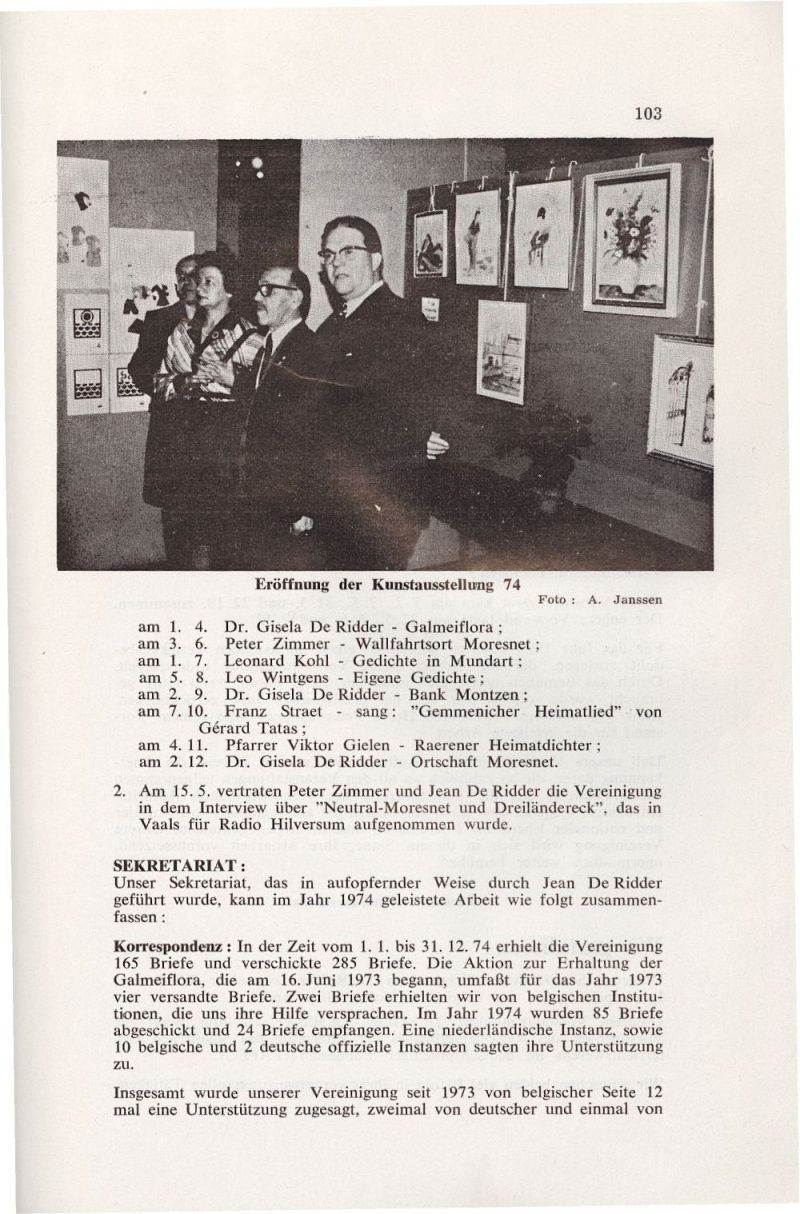 103
Eröffnung der Kunstausstellung 74
Foto : A. Janssen
am 1. 4. Dr. Gisela De Ridder - Galmeiflora ;
am 3. 6. Peter Zimmer - Wallfahrtsort Moresnet ;
am 1. 7. Leonard Kohl - Gedichte in Mundart ;
am 5. 8. Leo Wintgens - Eigene Gedichte ;
am 2. 9. Dr. Gisela De Ridder - Bank Montzen ;
am 7. 10. Franz Straet - sang : ”Gemmenicher Heimatlied” von
Gérard Tatas ;
am 4. 11. Pfarrer Viktor Gielen - Raerener Heimatdichter ;
am 2. 12. Dr. Gisela De Ridder - Ortschaft Moresnet.
2. Am 15. 5. vertraten Peter Zimmer und Jean De Ridder die Vereinigung
in dem Interview über ”Neutral-Moresnet und Dreiländereck”, das in
Vaals für Radio Hilversum aufgenommen wurde.
SEKRETARIAT :
Unser Sekretariat, das in aufopfernder Weise durch Jean De Ridder
geführt wurde, kann im Jahr 1974 geleistete Arbeit wie folgt zusammen-
fassen :
Korrespondenz : In der Zeit vom 1. 1. bis 31. 12. 74 erhielt die Vereinigung
165 Briefe und verschickte 285 Briefe. Die Aktion zur Erhaltung der
Galmeiflora, die am 16. Juni 1973 begann, umfaßt für das Jahr 1973
vier versandte Briefe. Zwei Briefe erhielten wir von belgischen Institu-
tionen, die uns ihre Hilfe versprachen. Im Jahr 1974 wurden 85 Briefe
abgeschickt und 24 Briefe empfangen. Eine niederländische Instanz, sowie
10 belgische und 2 deutsche offizielle Instanzen sagten ihre Unterstützung
zu.
Insgesamt wurde unserer Vereinigung seit 1973 von belgischer Seite 12
mal eine Unterstützung zugesagt, zweimal von deutscher und einmal von